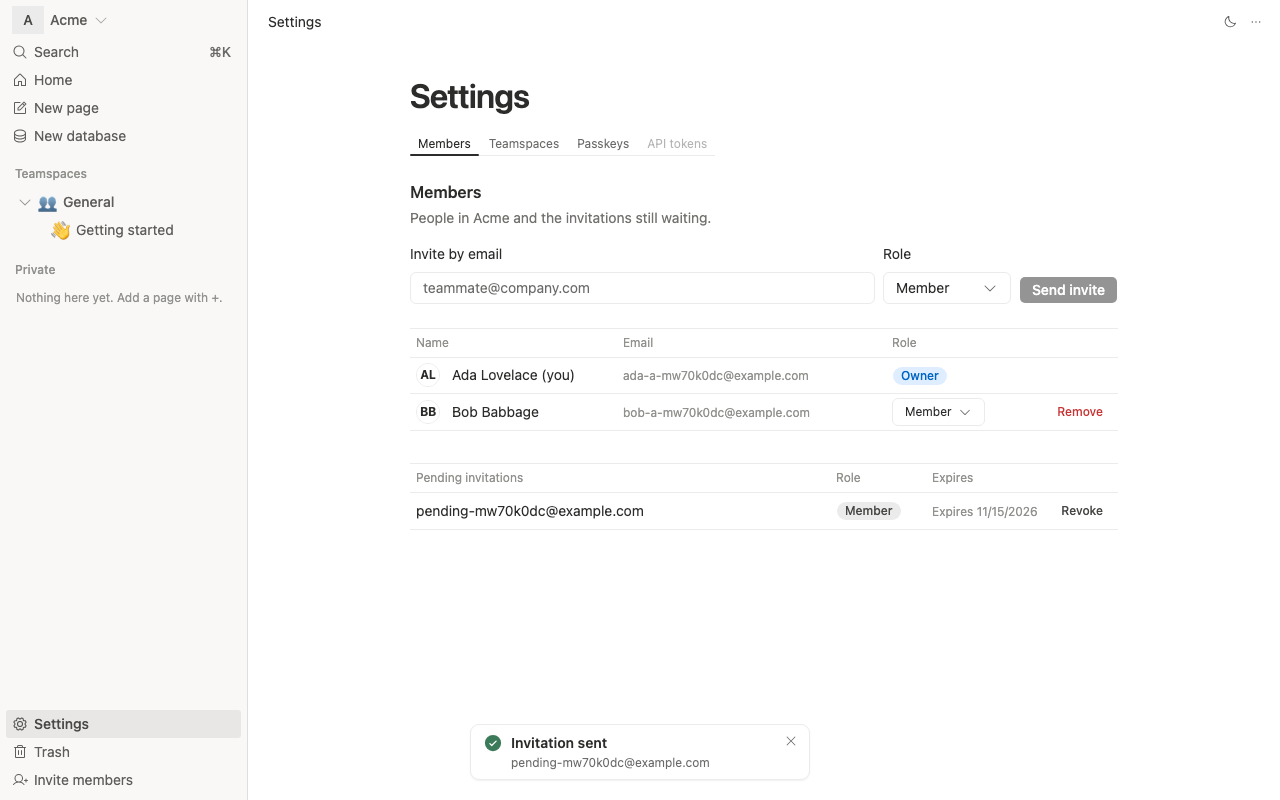 A Acme
Search ⌘K
Home
New page
New database
Teamspaces
General
Getting started
Private
Nothing here yet. Add a page with +.
Settings
Trash
Invite members
Settings
Settings
Members Teamspaces Passkeys API tokens
Members
People in Acme and the invitations still waiting.
Invite by email Role
teammate@company.com Member Send invite
Name Email Role
AL Ada Lovelace (you) ada-a-mw70k0dc@example.com Owner
BB Bob Babbage bob-a-mw70k0dc@example.com Member Remove
Pending invitations Role Expires
pending-mw70k0dc@example.com Member Expires 11/15/2026 Revoke
Invitation sent
pending-mw70k0dc@example.com